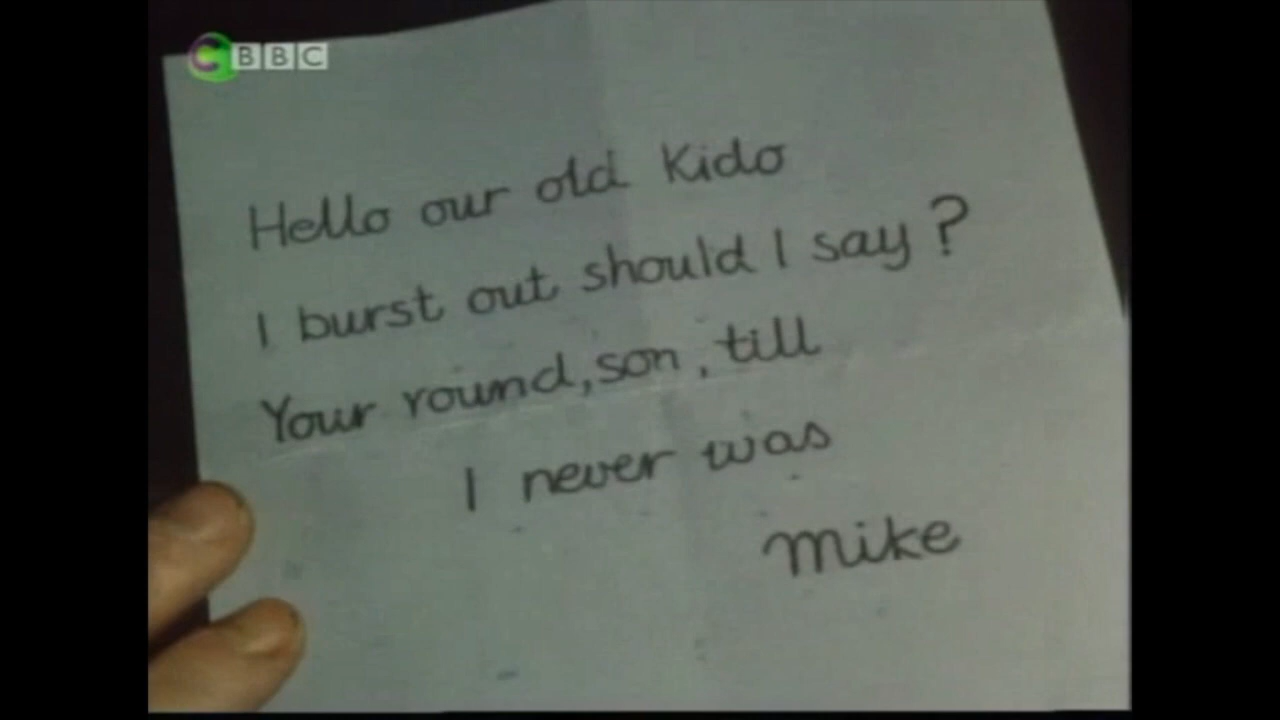 CBBC
Hello our old Kido
I burst out should I say?
Your round, son, till
I never was
Mike